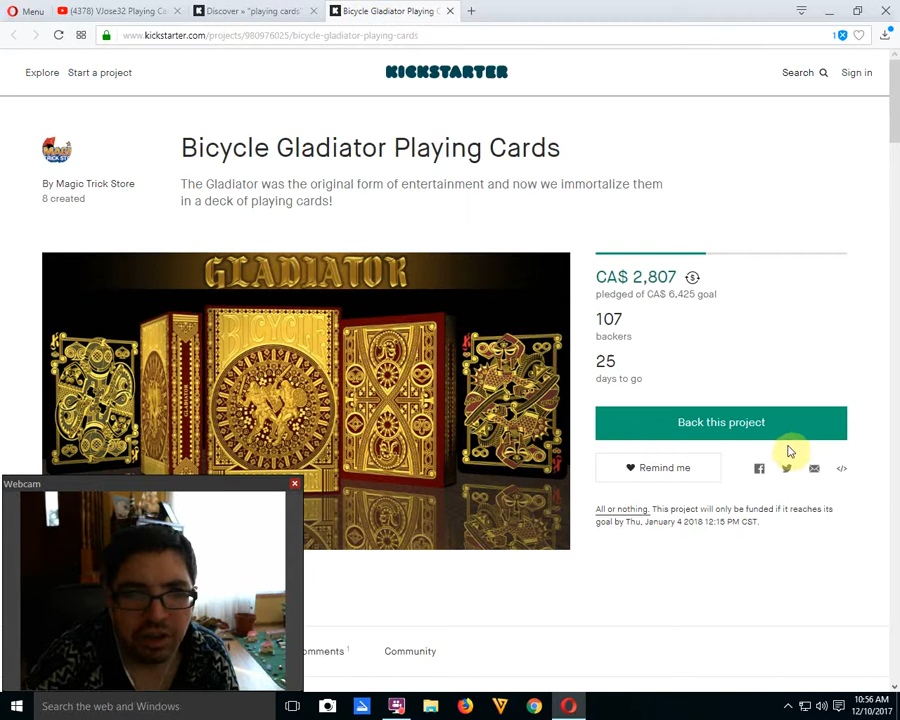 Menu
(4378) VJose32 Playing Ca
Discover » "playing cards"
Bicycle Gladiator Playing C
www.kickstarter.com/projects/980976025/bicycle-gladiator-playing-cards
1
Explore Start a project
KICKSTARTER
Search Sign in
Bicycle Gladiator Playing Cards
By Magic Trick Store
8 created
The Gladiator was the original form of entertainment and now we immortalize them
in a deck of playing cards!
GLADIATOR
BICYCLE
CA$ 2,807
pledged of CA$ 6,425 goal
107
backers
25
days to go
Back this project
Remind me
All or nothing. This project will only be funded if it reaches its
goal by Thu, January 4 2018 12:15 PM CST.
Webcam
omments 1
Community
Search the web and Windows
10:56 AM
12/10/2017